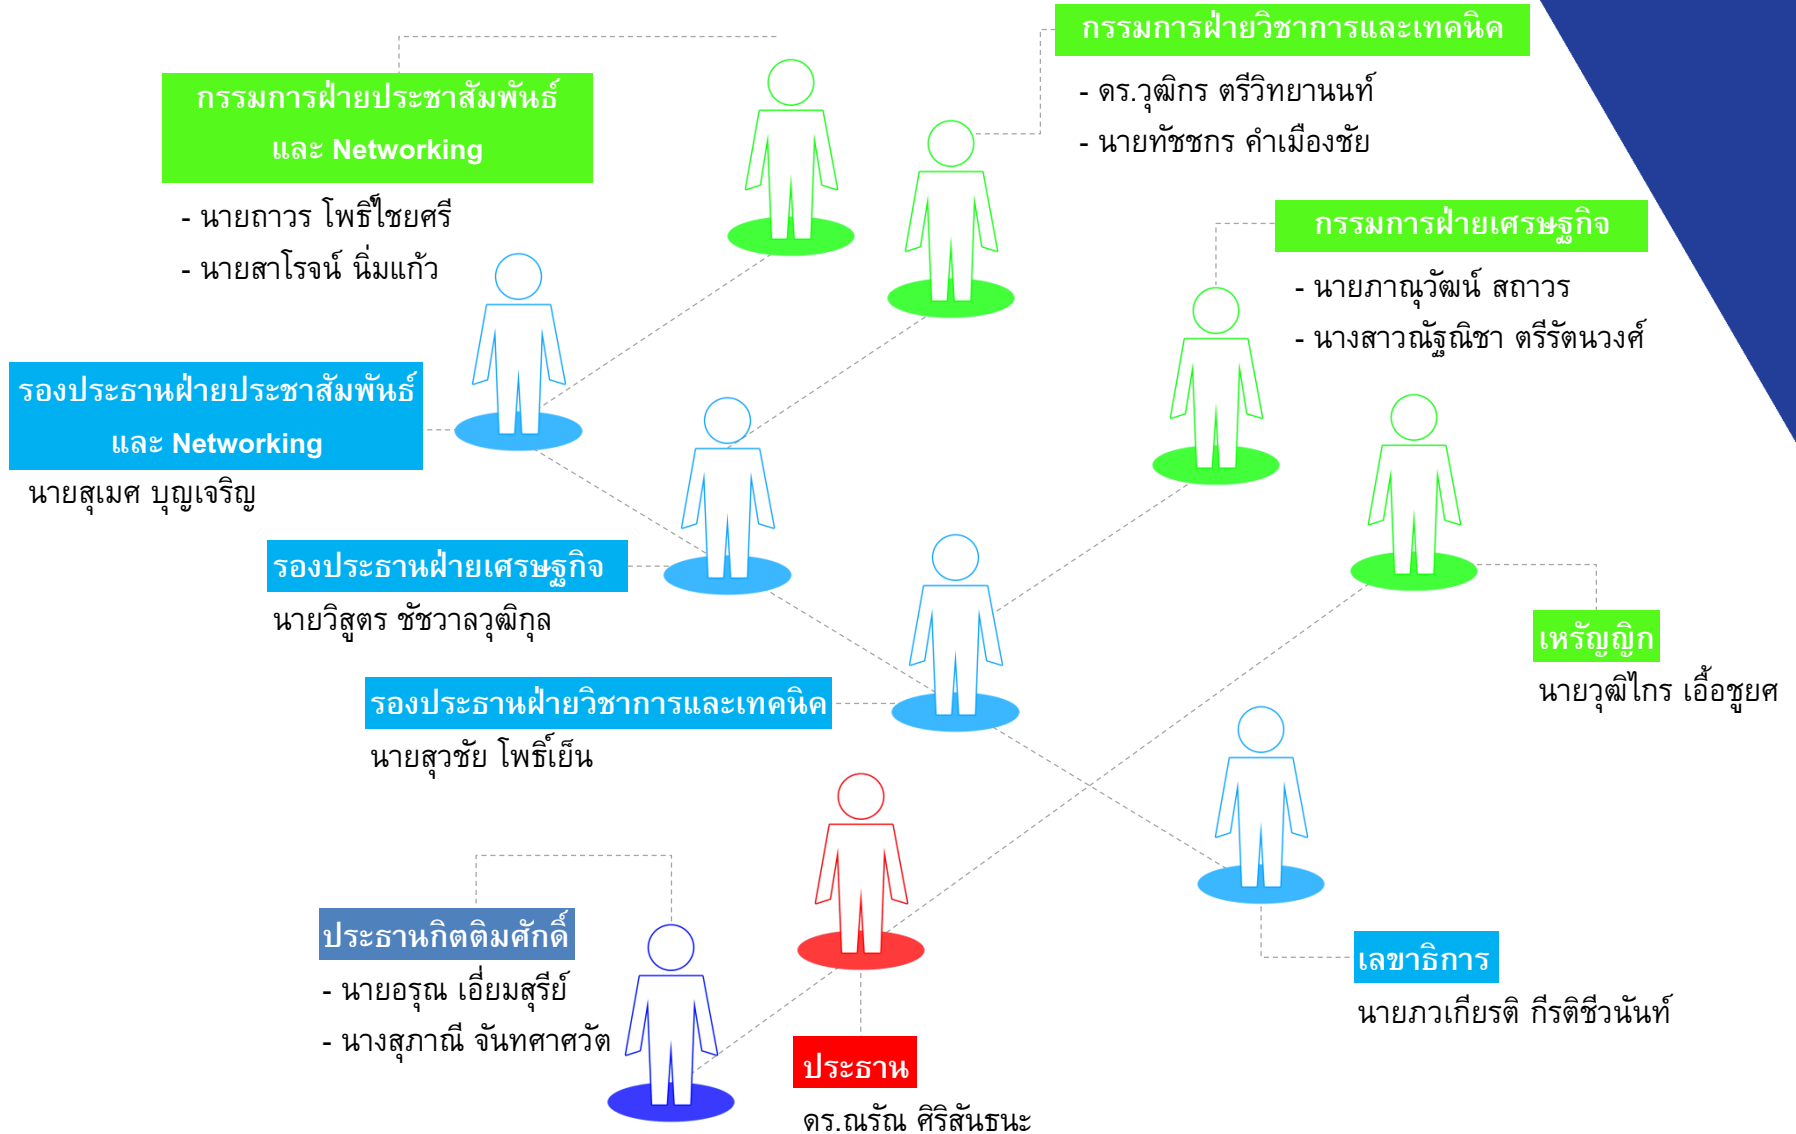 กรรมการฝ่ายวิชาการและเทคนิค
- ดร.วุฒิกร ตรีวิทยานนท์
- นายทัชชกร คำเมืองชัย
กรรมการฝ่ายประชาสัมพันธ์
และ Networking
- นายถาวร โพธิ์ไชยศรี
- นายสาโรจน์ นิ่มแก้ว
กรรมการฝ่ายเศรษฐกิจ
- นายภาณุวัฒน์ สถาวร
- นางสาวณัฐณิชา ตรีรัตนวงศ์
รองประธานฝ่ายประชาสัมพันธ์
และ Networking
นายสุเมศ บุญเจริญ
รองประธานฝ่ายเศรษฐกิจ
นายวิสูตร ชัชวาลวุฒิกุล
เหรัญญิก
นายวุฒิไกร เอื้อชูยศ
รองประธานฝ่ายวิชาการและเทคนิค
นายสุวชัย โพธิ์เย็น
ประธานกิตติมศักดิ์
- นายอรุณ เอี่ยมสุรีย์
- นางสุภาณี จันทศาศวัต
เลขาธิการ
นายภวเกียรติ กีรติชีวนันท์
ประธาน
ดร.ณรัณ ศิริสันธนะ